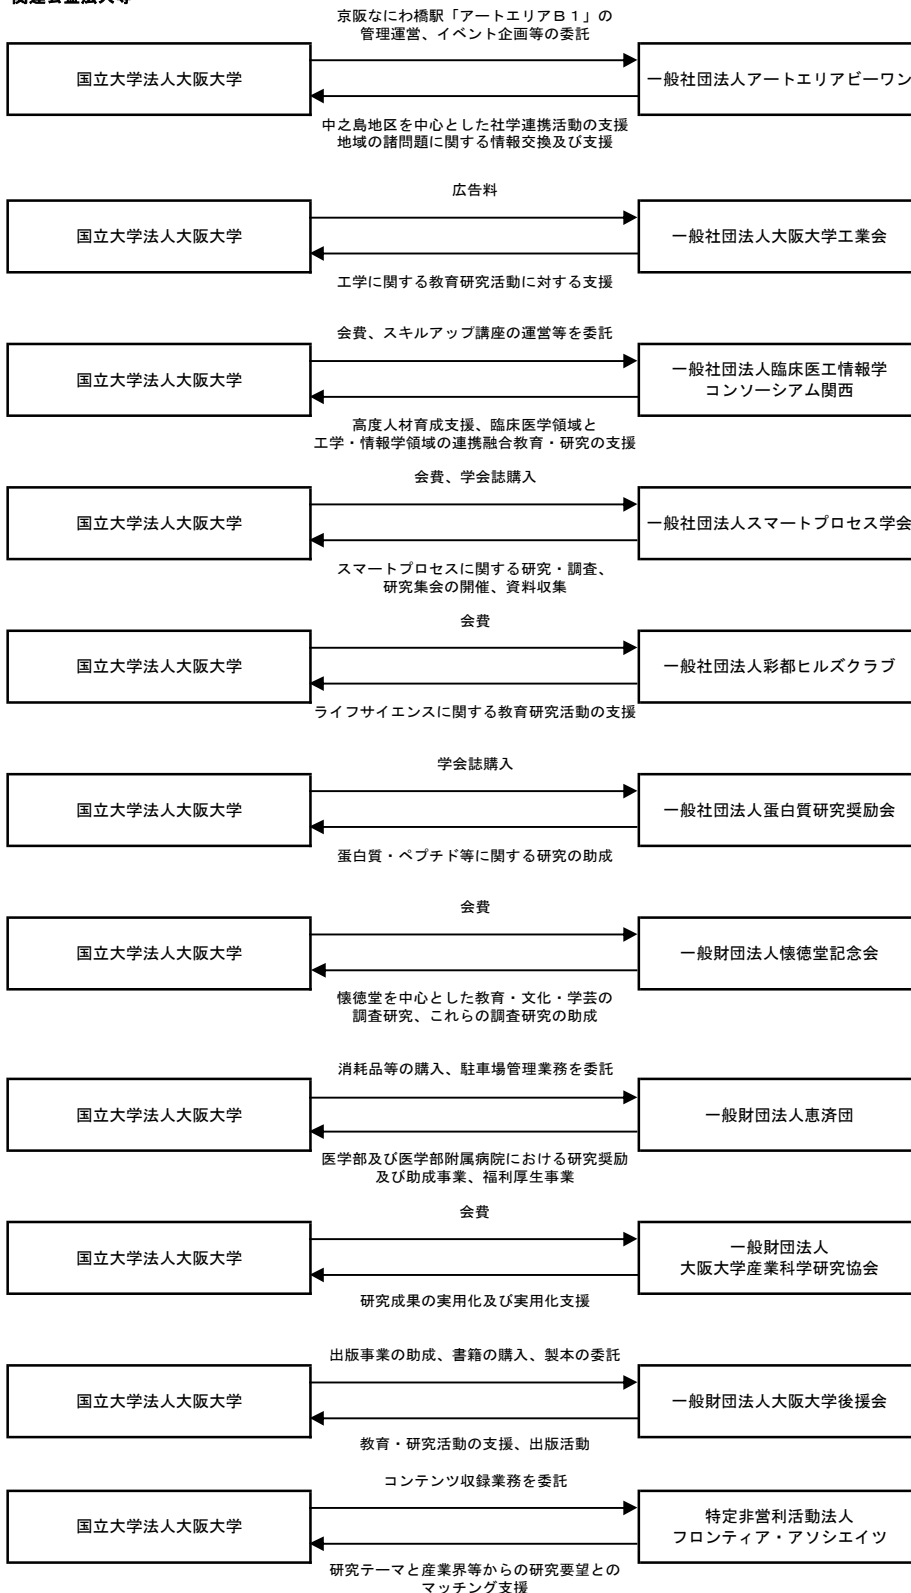 関連公益法人等
京阪なにわ橋駅「アートエリアＢ１」の
管理運営、イベント企画等の委託
国立大学法人大阪大学
一般社団法人アートエリアビーワン
中之島地区を中心とした社学連携活動の支援
地域の諸問題に関する情報交換及び支援
広告料
国立大学法人大阪大学
一般社団法人大阪大学工業会
工学に関する教育研究活動に対する支援
会費、スキルアップ講座の運営等を委託
国立大学法人大阪大学
一般社団法人臨床医工情報学
コンソーシアム関西
高度人材育成支援、臨床医学領域と
工学・情報学領域の連携融合教育・研究の支援
会費、学会誌購入
国立大学法人大阪大学
一般社団法人スマートプロセス学会
スマートプロセスに関する研究・調査、
研究集会の開催、資料収集
会費
国立大学法人大阪大学
一般社団法人彩都ヒルズクラブ
ライフサイエンスに関する教育研究活動の支援
学会誌購入
国立大学法人大阪大学
一般社団法人蛋白質研究奨励会
蛋白質・ペプチド等に関する研究の助成
会費
国立大学法人大阪大学
一般財団法人懐徳堂記念会
懐徳堂を中心とした教育・文化・学芸の
調査研究、これらの調査研究の助成
消耗品等の購入、駐車場管理業務を委託
国立大学法人大阪大学
一般財団法人恵済団
医学部及び医学部附属病院における研究奨励
及び助成事業、福利厚生事業
会費
国立大学法人大阪大学
一般財団法人
大阪大学産業科学研究協会
研究成果の実用化及び実用化支援
出版事業の助成、書籍の購入、製本の委託
国立大学法人大阪大学
一般財団法人大阪大学後援会
教育・研究活動の支援、出版活動
コンテンツ収録業務を委託
国立大学法人大阪大学
特定非営利活動法人
フロンティア・アソシエイツ
研究テーマと産業界等からの研究要望との
マッチング支援